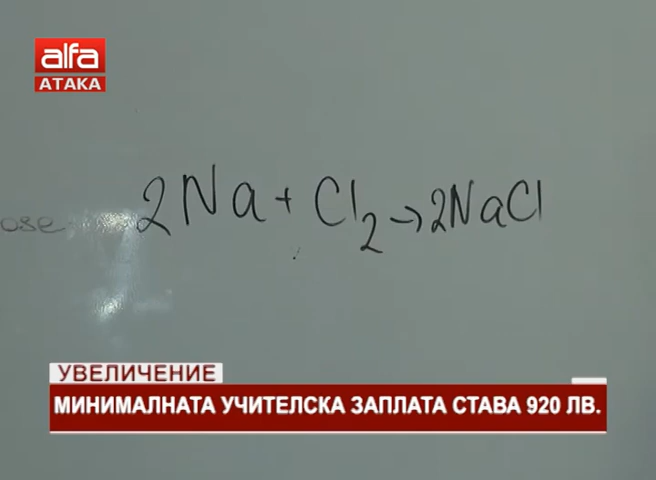 alfa
АТАКА
2Na + Cl₂ → 2NaCl
УВЕЛИЧЕНИЕ
МИНИМАЛНАТА УЧИТЕЛСКА ЗАПЛАТА СТАВА 920 ЛВ.